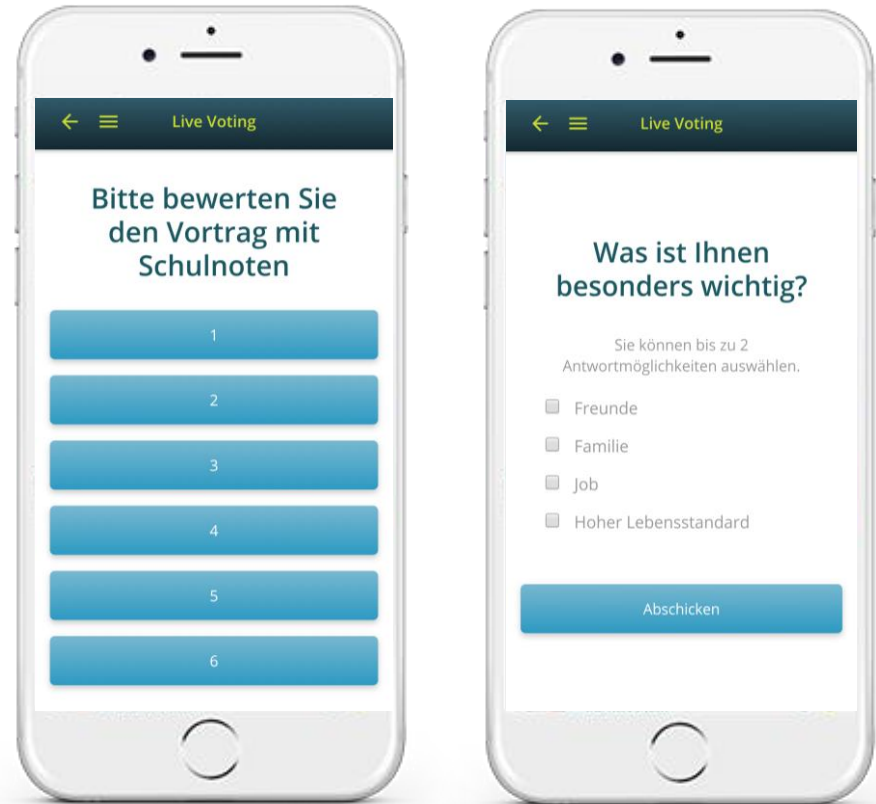 Live Voting
Bitte bewerten Sie
den Vortrag mit
Schulnoten
1
2
3
4
5
6
Live Voting
Was ist Ihnen
besonders wichtig?
Sie können bis zu 2
Antwortmöglichkeiten auswählen.
Freunde
Familie
Job
Hoher Lebensstandard
Abschicken